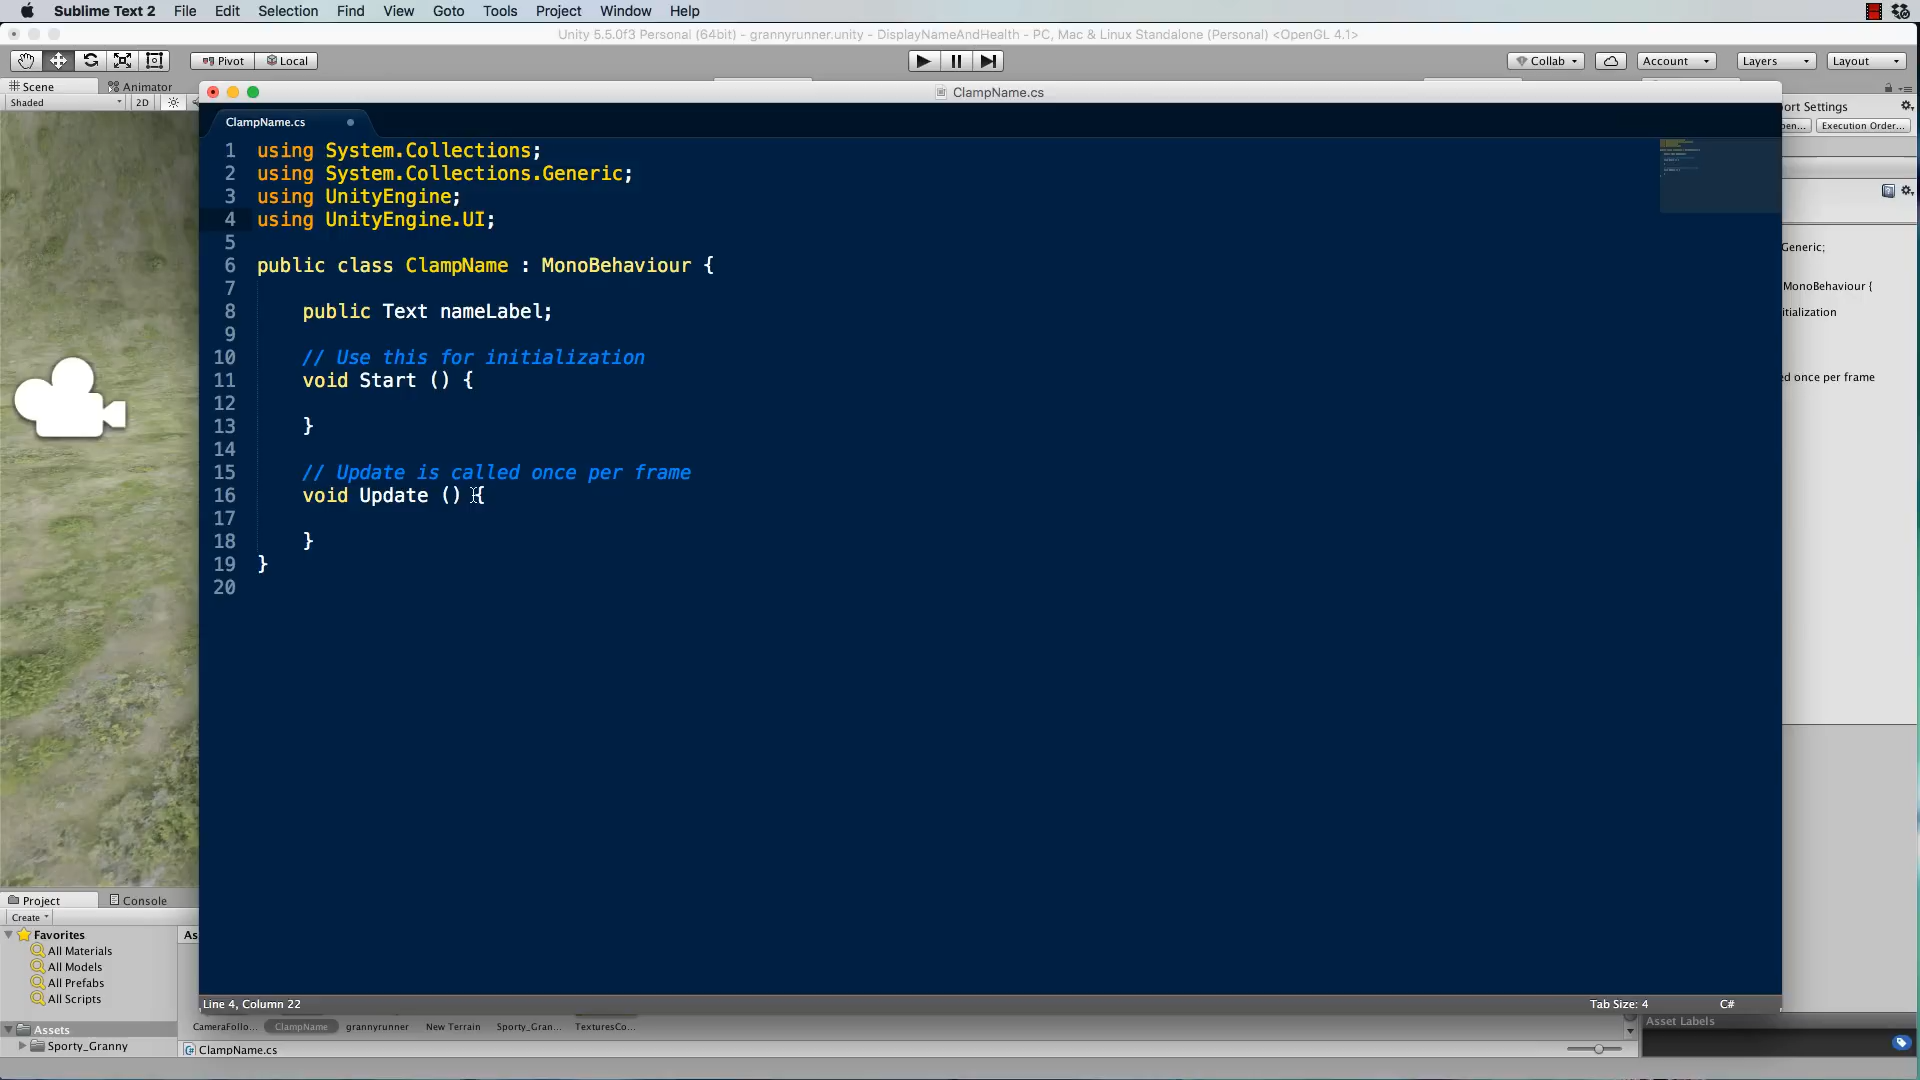 Sublime Text 2 File Edit Selection Find View Goto Tools Project Window Help
Unity 5.5.0f3 Personal (64bit) - grannyrunner.unity - DisplayNameAndHealth - PC, Mac & Linux Standalone (Personal) <OpenGL 4.1>
Pivot Local Collab Account Layers Layout
Scene Animator
Shaded 2D
ClampName.cs
ort Settings
Execution Order...
ClampName.cs
1 using System.Collections;
2 using System.Collections.Generic;
3 using UnityEngine;
4 using UnityEngine.UI;
5
6 public class ClampName : MonoBehaviour {
7
8 public Text nameLabel;
9
10 // Use this for initialization
11 void Start () {
12
13 }
14
15 // Update is called once per frame
16 void Update () {
17
18 }
19 }
20
Generic;
MonoBehaviour {
itialization
d once per frame
Project Console
Create
Favorites As
All Materials
All Models
All Prefabs
All Scripts
Assets
Sporty_Granny
Line 4, Column 22 Tab Size: 4 C#
CameraFollo... ClampName grannyrunner New Terrain Sporty_Gran... TexturesCo...
Asset Labels
ClampName.cs